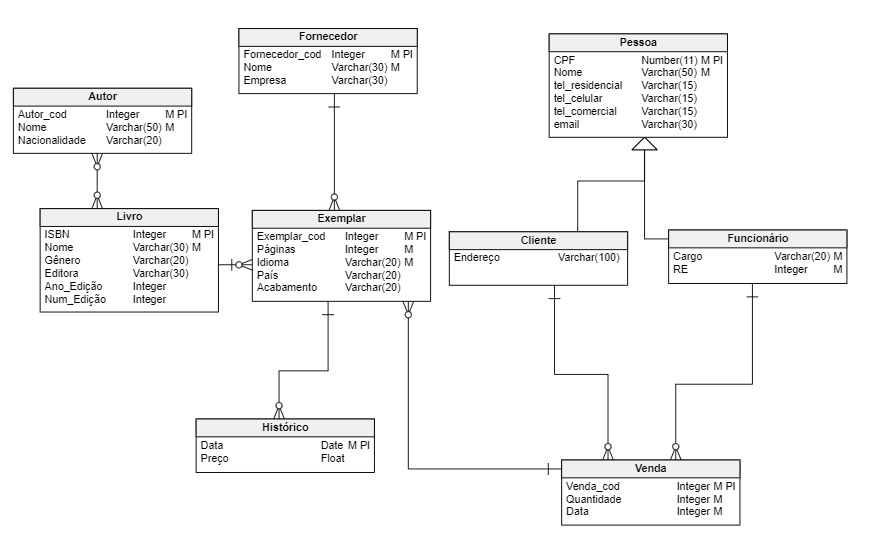 Fornecedor
Fornecedor_cod Integer M PI
Nome Varchar(30) M
Empresa Varchar(30)
Pessoa
CPF Number(11) M PI
Nome Varchar(50) M
tel_residencial Varchar(15)
tel_celular Varchar(15)
tel_comercial Varchar(15)
email Varchar(30)
Autor
Autor_cod Integer M PI
Nome Varchar(50) M
Nacionalidade Varchar(20)
Livro
ISBN Integer M PI
Nome Varchar(30) M
Gênero Varchar(20)
Editora Varchar(30)
Ano_Edição Integer
Num_Edição Integer
Exemplar
Exemplar_cod Integer M PI
Páginas Integer M
Idioma Varchar(20) M
País Varchar(20)
Acabamento Varchar(20)
Cliente
Endereço Varchar(100)
Funcionário
Cargo Varchar(20) M
RE Integer M
Histórico
Data Date M PI
Preço Float
Venda
Venda_cod Integer M PI
Quantidade Integer M
Data Integer M